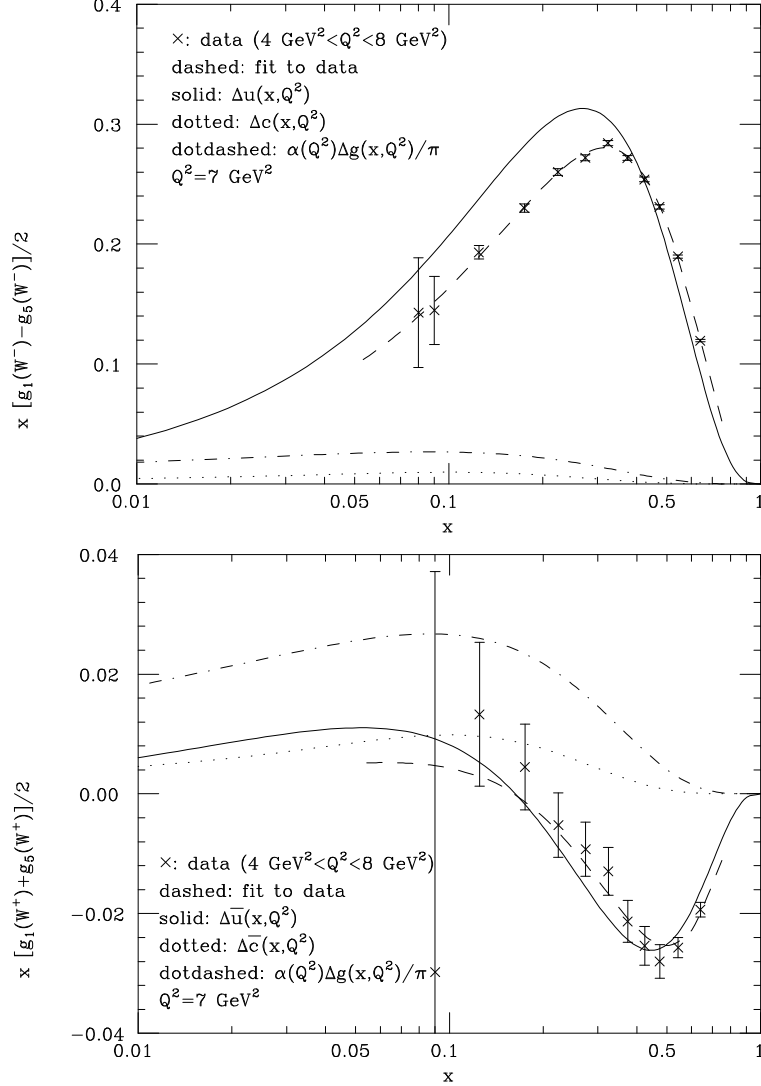 0.4
×: data (4 GeV²<Q²<8 GeV²)
dashed: fit to data
solid: Δu(x,Q²)
dotted: Δc(x,Q²)
dotdashed: α(Q²)Δg(x,Q²)/π
Q²=7 GeV²
0.3
0.2
0.1
0.0
x [g₁(W⁻)−g₅(W⁻)]/2
0.01 0.05 0.1 0.5 1
x
0.04
0.02
0.00
−0.02
−0.04
x [g₁(W⁺)+g₅(W⁺)]/2
×: data (4 GeV²<Q²<8 GeV²)
dashed: fit to data
solid: Δu̅(x,Q²)
dotted: Δc̅(x,Q²)
dotdashed: α(Q²)Δg(x,Q²)/π
Q²=7 GeV²
0.01 0.05 0.1 0.5 1
x